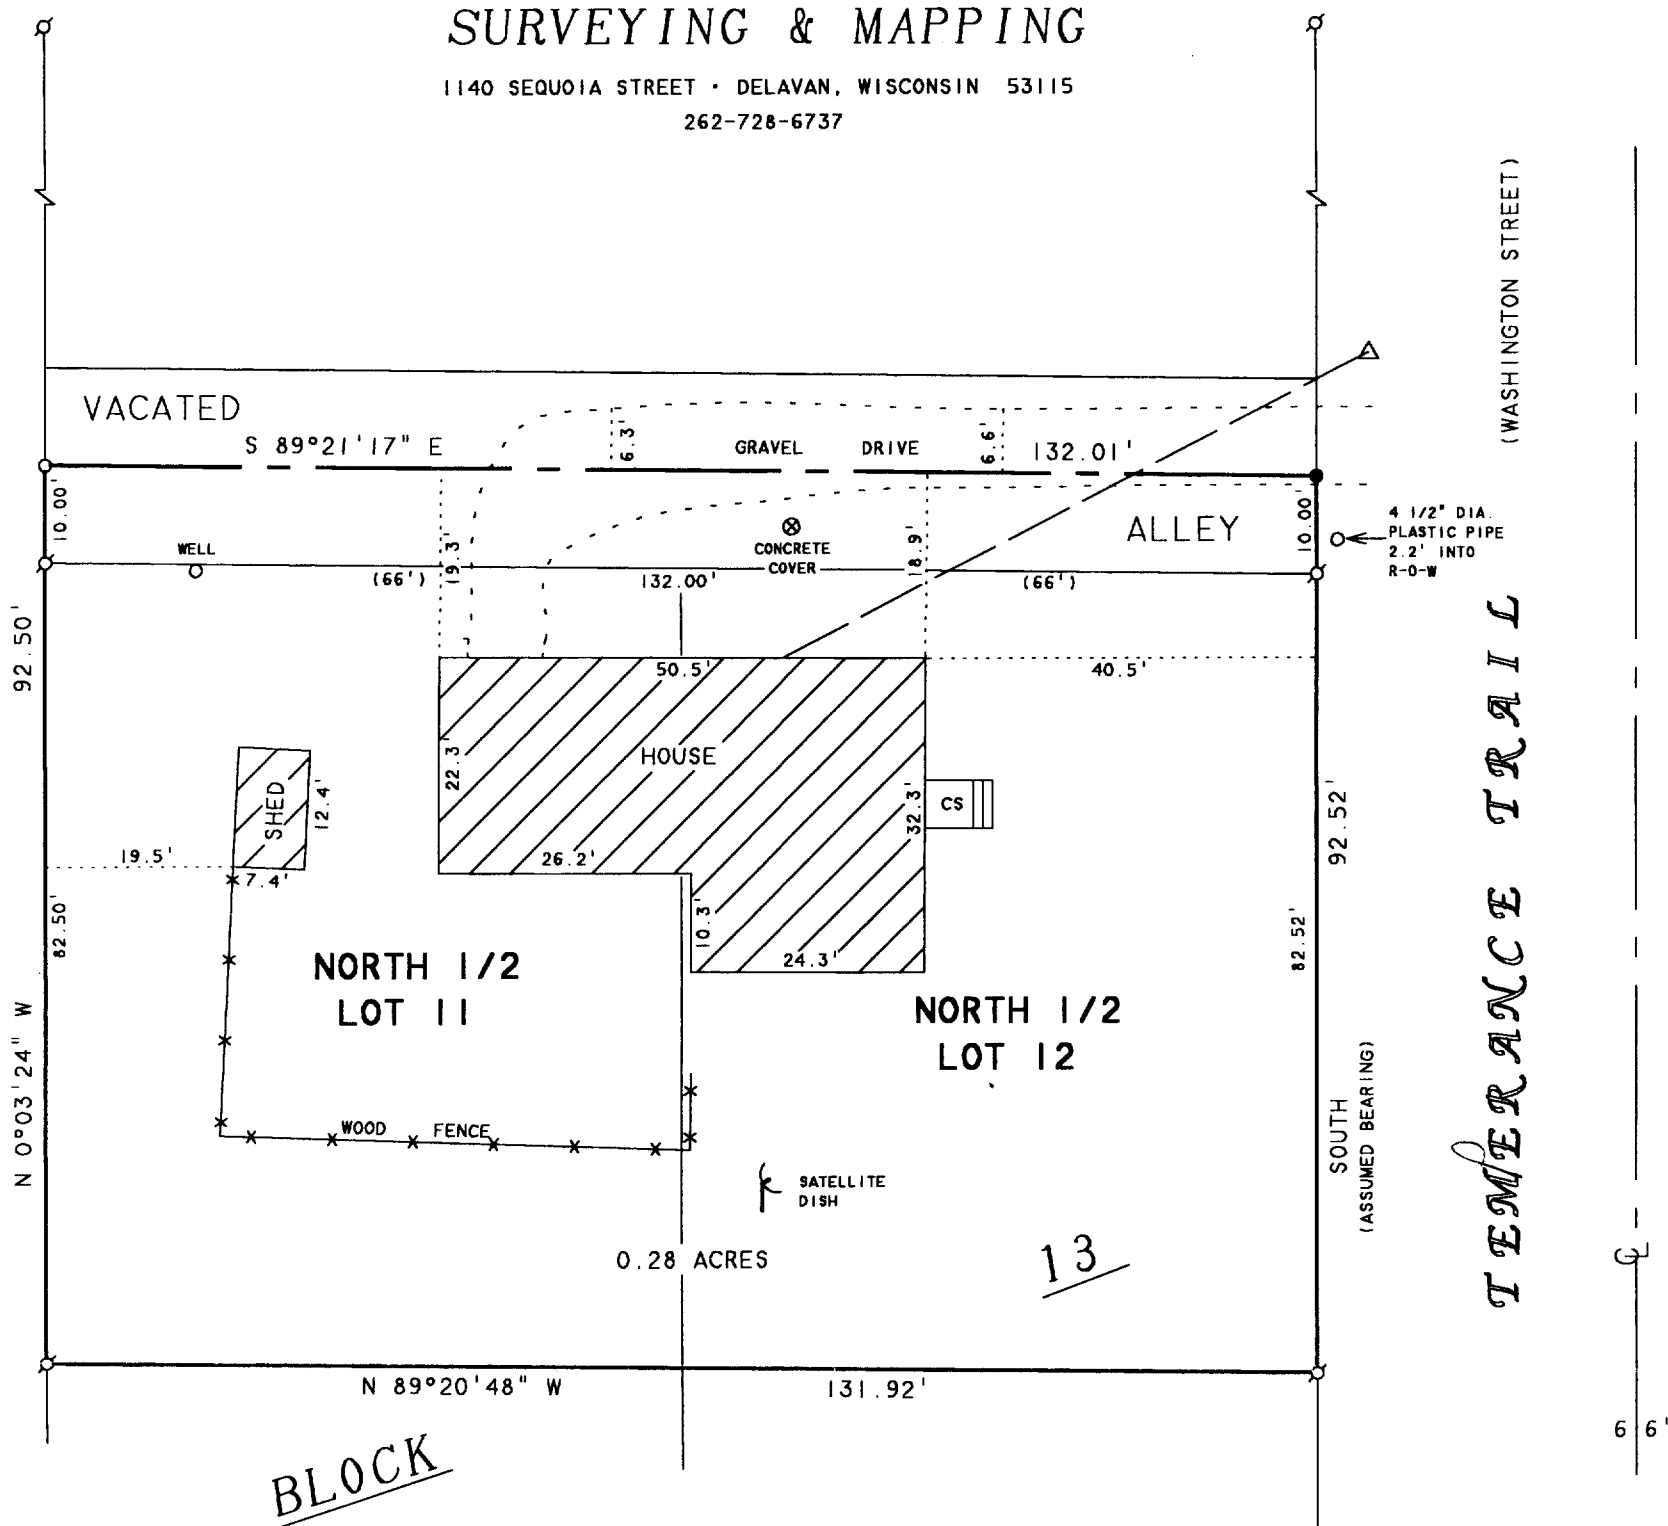 SURVEYING & MAPPING
1140 SEQUOIA STREET · DELAVAN, WISCONSIN 53115
262-728-6737
(WASHINGTON STREET)
VACATED
S 89°21'17" E
6.3'
GRAVEL DRIVE
6.6'
132.01'
10.00'
WELL
(66')
19.3'
132.00'
CONCRETE
COVER
18.9'
ALLEY
(66')
10.00'
4 1/2" DIA.
PLASTIC PIPE
2.2' INTO
R-O-W
92.50'
50.5'
40.5'
22.3'
HOUSE
32.3'
CS
SHED
12.4'
19.5'
7.4'
26.2'
10.3'
24.3'
92.52'
82.50'
82.52'
NORTH 1/2
LOT 11
NORTH 1/2
LOT 12
N 0°03'24" W
WOOD FENCE
SATELLITE
DISH
SOUTH
(ASSUMED BEARING)
TEMPERANCE TRAIL
0.28 ACRES
13
CL
N 89°20'48" W
131.92'
66'
BLOCK